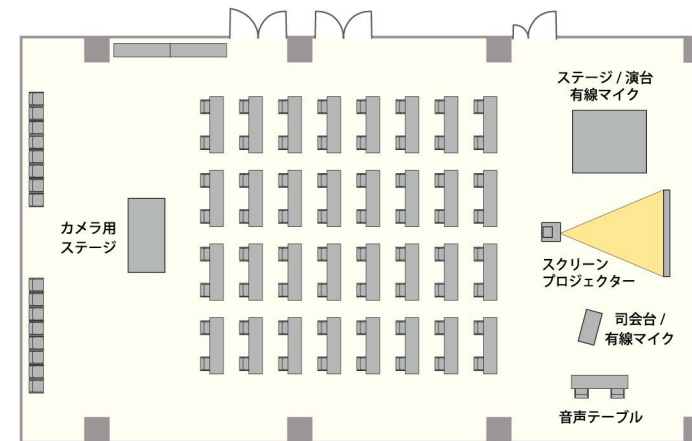 ステージ / 演台
有線マイク
カメラ用
ステージ
スクリーン
プロジェクター
司会台 /
有線マイク
音声テーブル